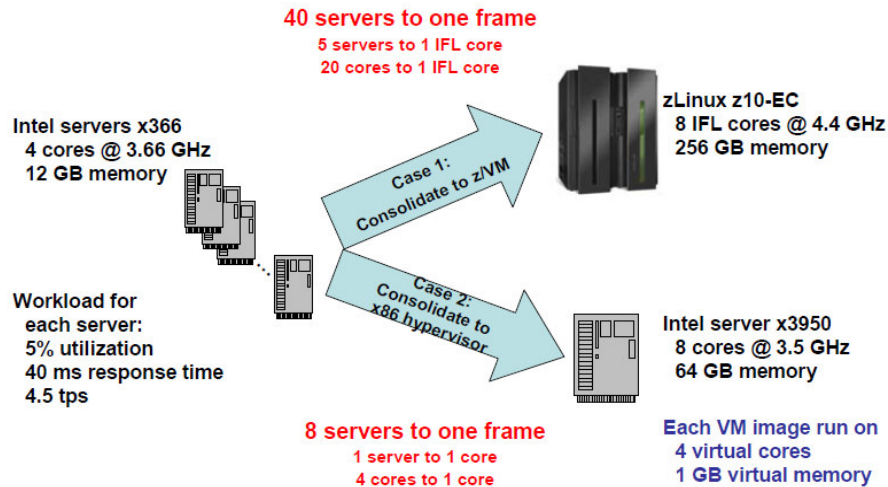 40 servers to one frame
5 servers to 1 IFL core
20 cores to 1 IFL core
Intel servers x366
4 cores @ 3.66 GHz
12 GB memory
Case 1:
Consolidate to z/VM
zLinux z10-EC
8 IFL cores @ 4.4 GHz
256 GB memory
Workload for
each server:
5% utilization
40 ms response time
4.5 tps
Case 2:
Consolidate to
x86 hypervisor
Intel server x3950
8 cores @ 3.5 GHz
64 GB memory
8 servers to one frame
1 server to 1 core
4 cores to 1 core
Each VM image run on
4 virtual cores
1 GB virtual memory